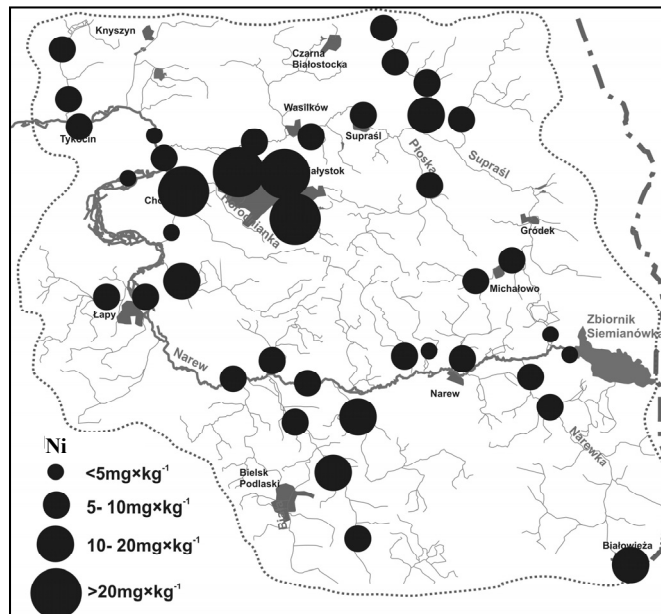 Knyszyn
Czarna
Białostocka
Wasilków
Supraśl
Tykocin
Płoska
Supraśl
Gródek
Michałowo
Zbiornik
Siemianówka
Łapy
Narew
Narew
Narewka
Bielsk
Podlaski
Białowieża
Ni
<5mg×kg⁻¹
5- 10mg×kg⁻¹
10- 20mg×kg⁻¹
>20mg×kg⁻¹